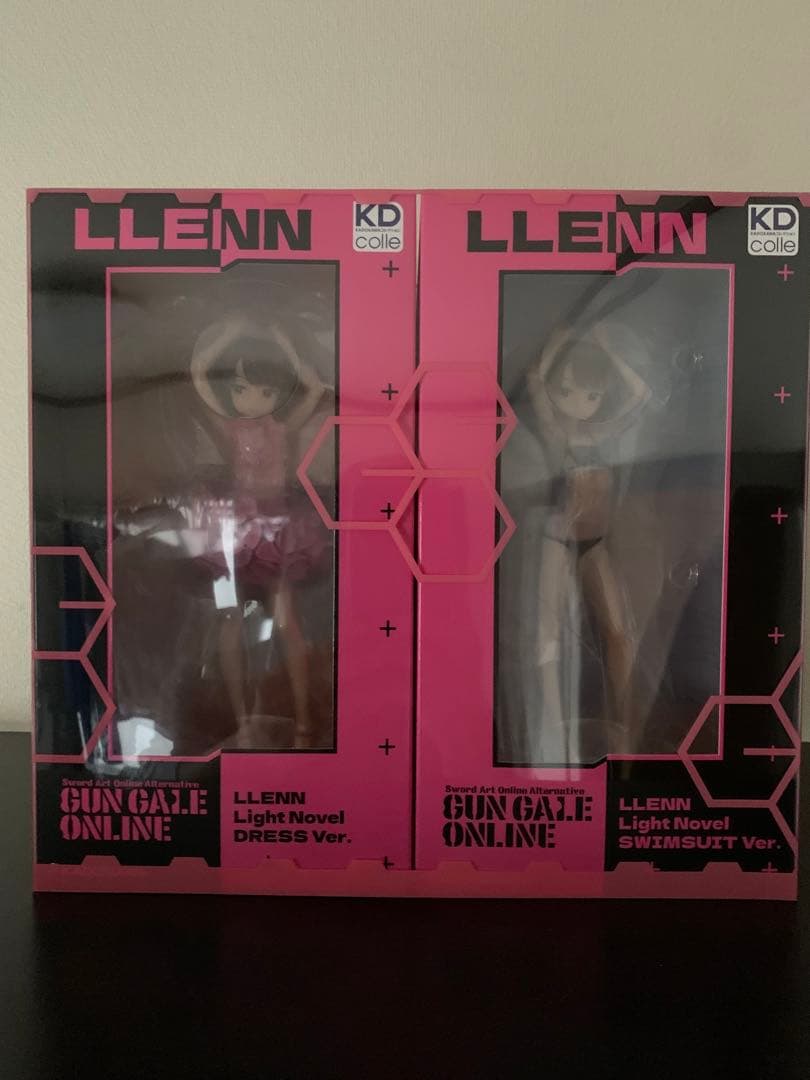 LLENN
KD
colle
LLENN
KD
colle
Sword Art Online Alternative
GUN GALE
ONLINE
LLENN
Light Novel
DRESS Ver.
Sword Art Online Alternative
GUN GALE
ONLINE
LLENN
Light Novel
SWIMSUIT Ver.